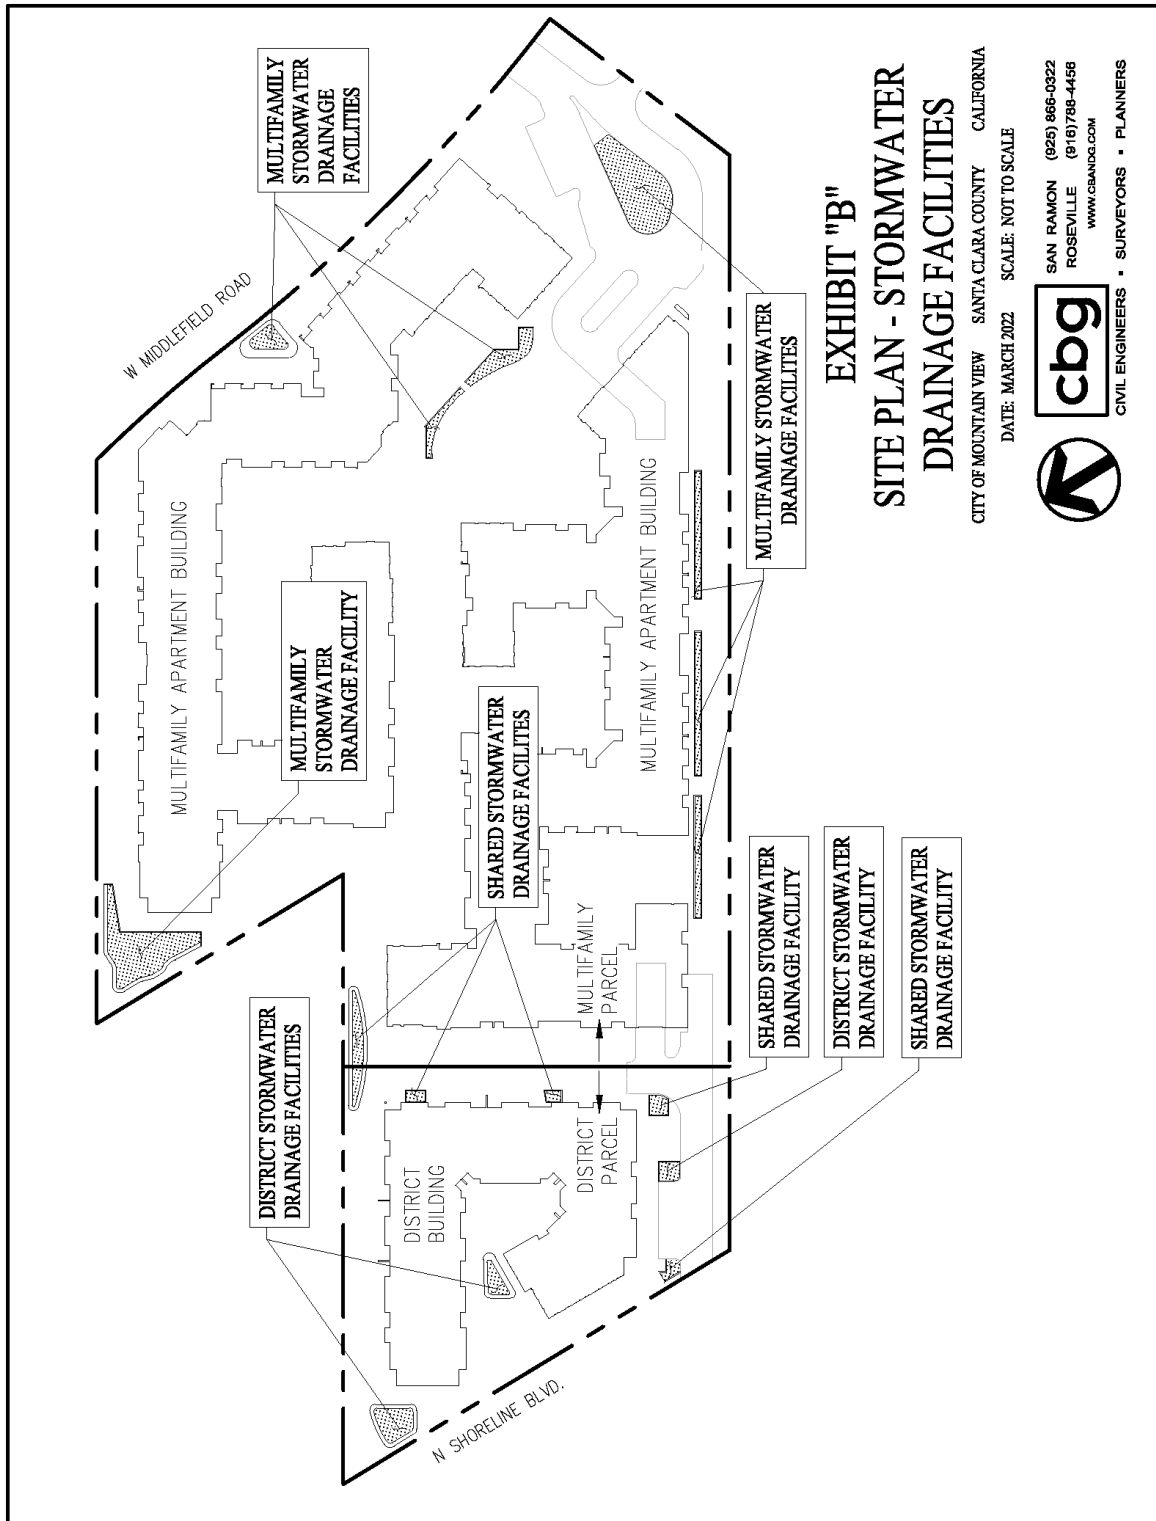 MULTIFAMILY
STORMWATER
DRAINAGE
FACILITIES
W MIDDLEFIELD ROAD
MULTIFAMILY APARTMENT BUILDING
MULTIFAMILY
STORMWATER
DRAINAGE FACILITY
SHARED STORMWATER
DRAINAGE FACILITES
MULTIFAMILY APARTMENT BUILDING
MULTIFAMILY STORMWATER
DRAINAGE FACILITES
DISTRICT STORMWATER
DRAINAGE FACILITIES
DISTRICT
BUILDING
MULTIFAMILY
PARCEL
DISTRICT
PARCEL
N SHORELINE BLVD.
SHARED STORMWATER
DRAINAGE FACILITY
DISTRICT STORMWATER
DRAINAGE FACILITY
SHARED STORMWATER
DRAINAGE FACILITY
EXHIBIT "B"
SITE PLAN - STORMWATER
DRAINAGE FACILITIES
CITY OF MOUNTAIN VIEW SANTA CLARA COUNTY CALIFORNIA
DATE: MARCH 2022 SCALE: NOT TO SCALE
cbg
SAN RAMON (925) 866-0322
ROSEVILLE (916) 788-4456
WWW.CBANDG.COM
CIVIL ENGINEERS ▪ SURVEYORS ▪ PLANNERS